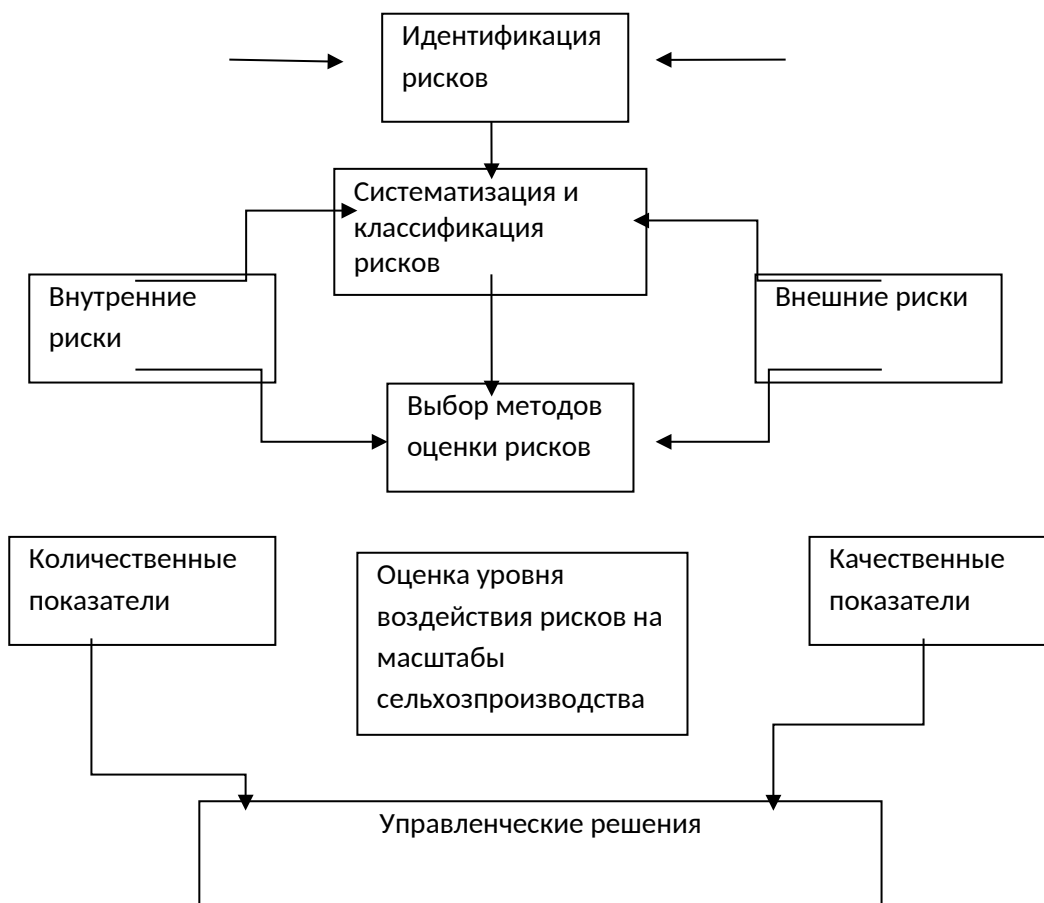 Идентификация
рисков
Систематизация и
классификация
рисков
Внутренние
риски
Внешние риски
Выбор методов
оценки рисков
Количественные
показатели
Оценка уровня
воздействия рисков на
масштабы
сельхозпроизводства
Качественные
показатели
Управленческие решения